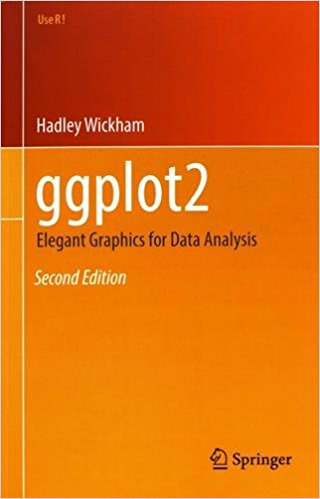 Use R!
Hadley Wickham
ggplot2
Elegant Graphics for Data Analysis
Second Edition
Springer